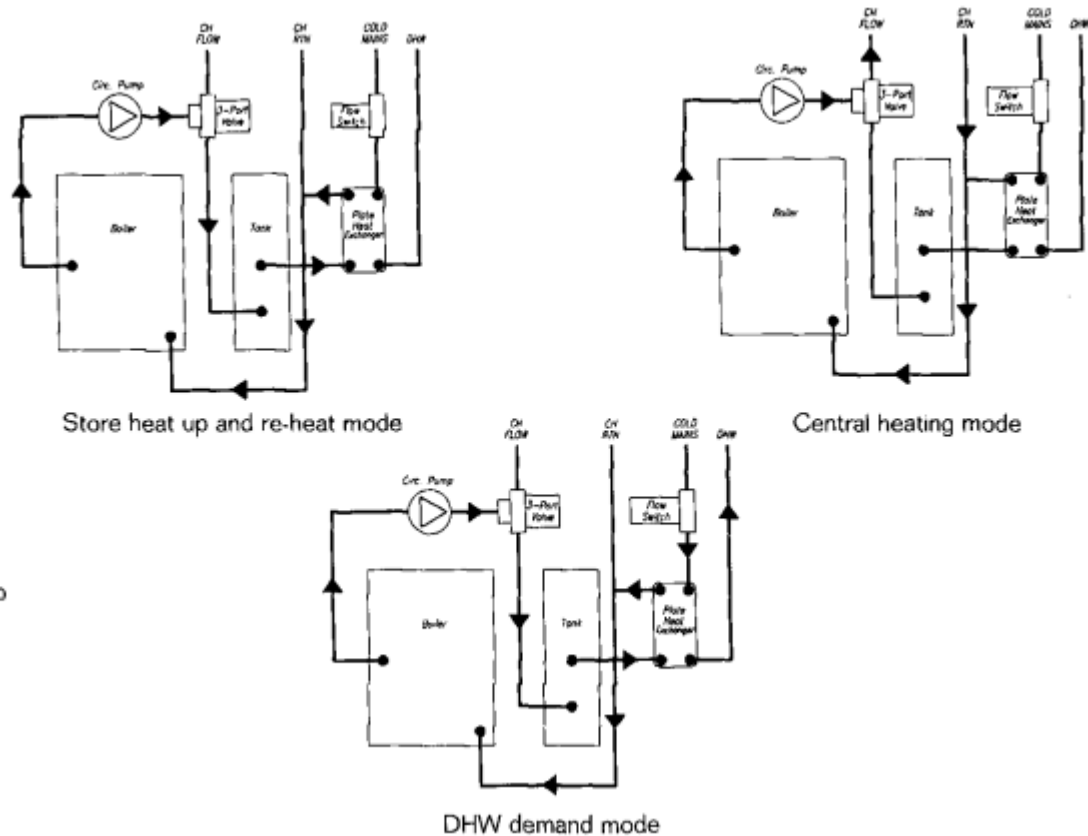 CH
FLOW
CH
RTN
COLD
MAINS
DHW
Circ. Pump
3-Port
Valve
Flow
Switch
Boiler
Tank
Plate
Heat
Exchanger
Store heat up and re-heat mode
CH
FLOW
CH
RTN
COLD
MAINS
DHW
Circ. Pump
3-Port
Valve
Flow
Switch
Boiler
Tank
Plate
Heat
Exchanger
Central heating mode
CH
FLOW
CH
RTN
COLD
MAINS
DHW
Circ. Pump
3-Port
Valve
Flow
Switch
Boiler
Tank
Plate
Heat
Exchanger
DHW demand mode